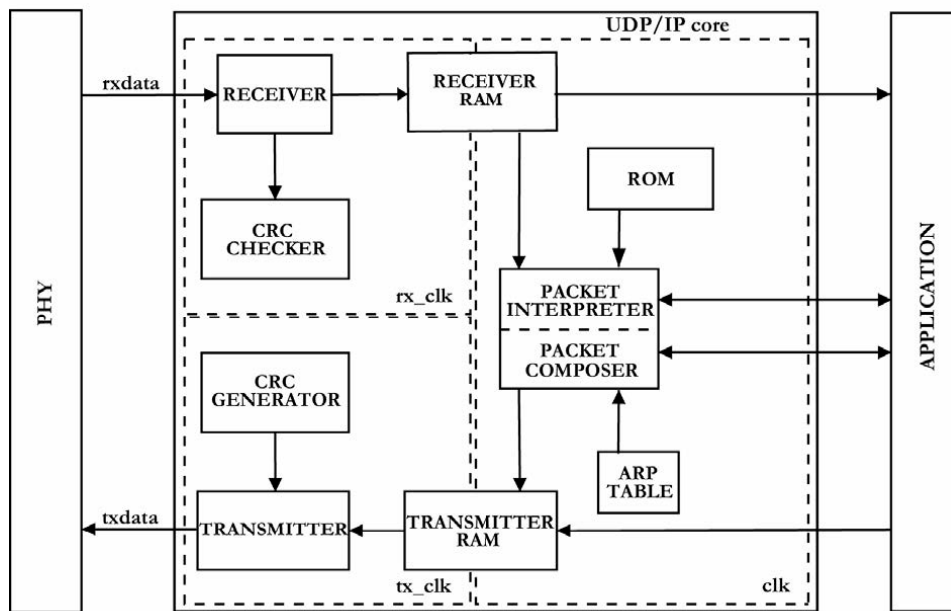 UDP/IP core
rxdata
RECEIVER
RECEIVER
RAM
ROM
CRC
CHECKER
rx_clk
PHY
PACKET
INTERPRETER
PACKET
COMPOSER
APPLICATION
CRC
GENERATOR
ARP
TABLE
txdata
TRANSMITTER
TRANSMITTER
RAM
tx_clk
clk